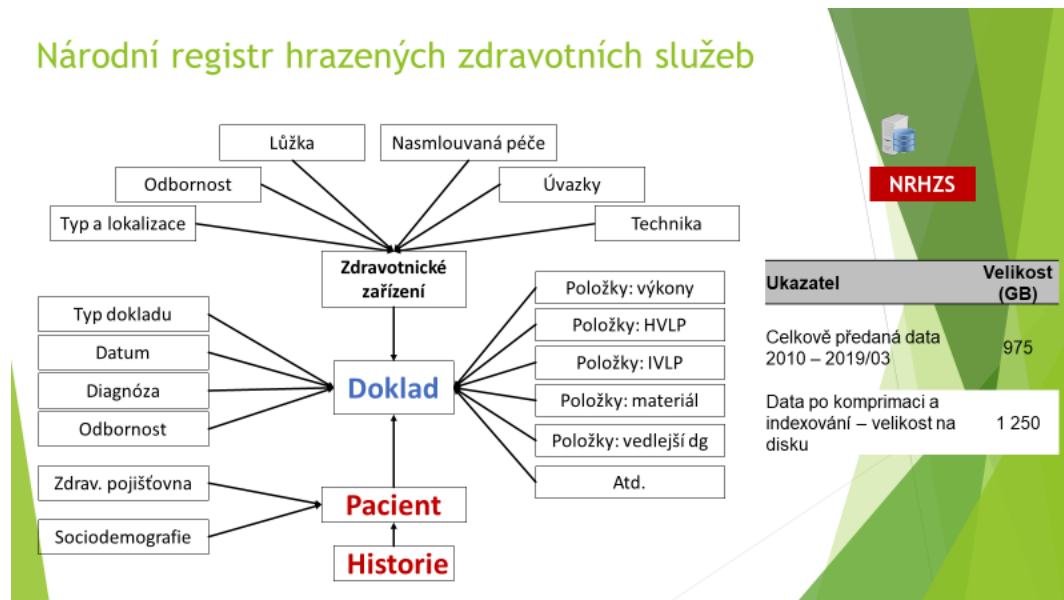 Národní registr hrazených zdravotních služeb
Lůžka
Nasmlouvaná péče
Odbornost
Úvazky
Typ a lokalizace
Technika
Zdravotnické
zařízení
Typ dokladu
Datum
Diagnóza
Odbornost
Doklad
Položky: výkony
Položky: HVLP
Položky: IVLP
Položky: materiál
Položky: vedlejší dg
Atd.
Zdrav. pojišťovna
Sociodemografie
Pacient
Historie
NRHZS
Ukazatel Velikost
(GB)
Celkově předaná data
2010 – 2019/03 975
Data po komprimaci a
indexování – velikost na 1 250
disku